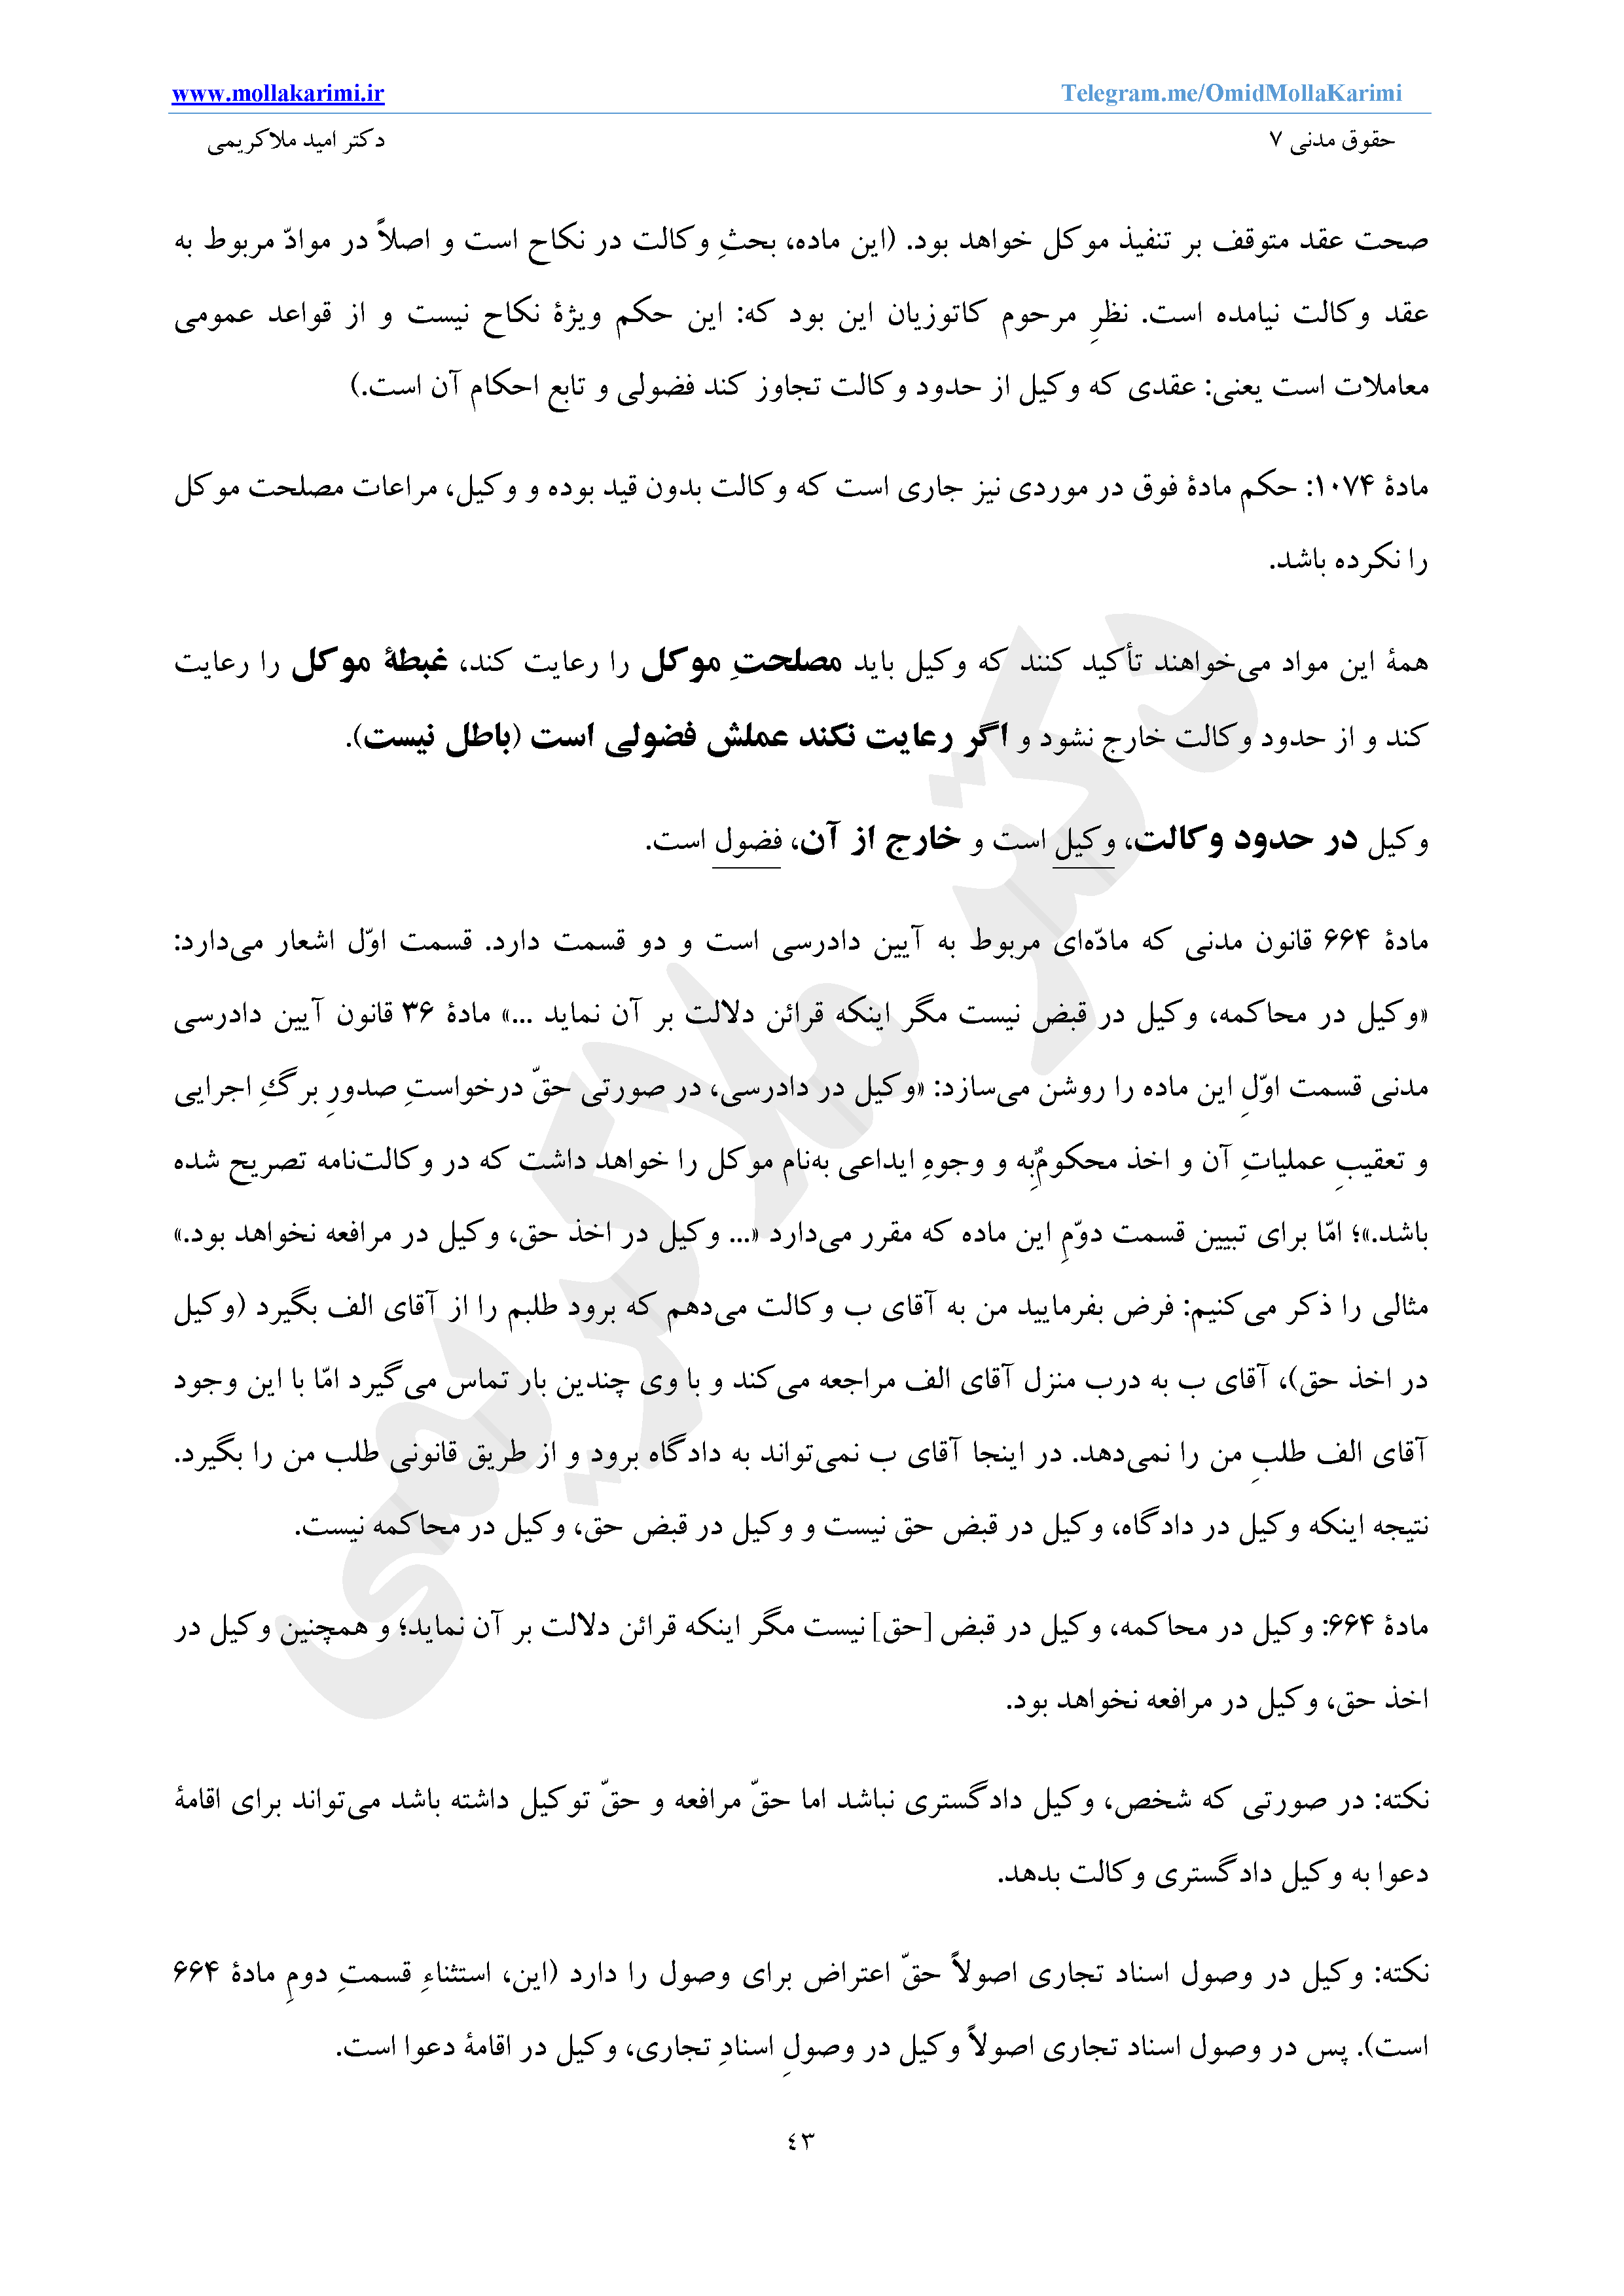 Telegram.me/OmidMollaKarimi www.mollakarimi.ir
حقوق مدنی ۷ دکتر امید ملاکریمی
صحت عقد متوقف بر تنفیذ موکل خواهد بود. (این ماده، بحثِ وکالت در نکاح است و اصلاً در موادّ مربوط به
عقد وکالت نیامده است. نظرِ مرحوم کاتوزیان این بود که: این حکم ویژهٔ نکاح نیست و از قواعد عمومی
معاملات است یعنی: عقدی که وکیل از حدود وکالت تجاوز کند فضولی و تابع احکام آن است.)
مادهٔ ۱۰۷۴: حکم مادهٔ فوق در موردی نیز جاری است که وکالت بدون قید بوده و وکیل، مراعات مصلحت موکل
را نکرده باشد.
همهٔ این مواد می‌خواهند تأکید کنند که وکیل باید مصلحتِ موکل را رعایت کند، غبطهٔ موکل را رعایت
کند و از حدود وکالت خارج نشود و اگر رعایت نکند عملش فضولی است (باطل نیست).
وکیل در حدود وکالت، وکیل است و خارج از آن، فضول است.
مادهٔ ۶۶۴ قانون مدنی که مادّه‌ای مربوط به آیین دادرسی است و دو قسمت دارد. قسمت اوّل اشعار می‌دارد:
«وکیل در محاکمه، وکیل در قبض نیست مگر اینکه قرائن دلالت بر آن نماید ...» مادهٔ ۳۶ قانون آیین دادرسی
مدنی قسمت اوّلِ این ماده را روشن می‌سازد: «وکیل در دادرسی، در صورتی حقّ درخواستِ صدورِ برگِ اجرایی
و تعقیبِ عملیاتِ آن و اخذ محکومٌ‌بِه و وجوهِ ایداعی به‌نام موکل را خواهد داشت که در وکالت‌نامه تصریح شده
باشد.»؛ امّا برای تبیین قسمت دوّمِ این ماده که مقرر می‌دارد «... وکیل در اخذ حق، وکیل در مرافعه نخواهد بود.»
مثالی را ذکر می‌کنیم: فرض بفرمایید من به آقای ب وکالت می‌دهم که برود طلبم را از آقای الف بگیرد (وکیل
در اخذ حق)، آقای ب به درب منزل آقای الف مراجعه می‌کند و با وی چندین بار تماس می‌گیرد امّا با این وجود
آقای الف طلبِ من را نمی‌دهد. در اینجا آقای ب نمی‌تواند به دادگاه برود و از طریق قانونی طلب من را بگیرد.
نتیجه اینکه وکیل در دادگاه، وکیل در قبض حق نیست و وکیل در قبض حق، وکیل در محاکمه نیست.
مادهٔ ۶۶۴: وکیل در محاکمه، وکیل در قبض [حق] نیست مگر اینکه قرائن دلالت بر آن نماید؛ و همچنین وکیل در
اخذ حق، وکیل در مرافعه نخواهد بود.
نکته: در صورتی که شخص، وکیل دادگستری نباشد اما حقّ مرافعه و حقّ توکیل داشته باشد می‌تواند برای اقامهٔ
دعوا به وکیل دادگستری وکالت بدهد.
نکته: وکیل در وصول اسناد تجاری اصولاً حقّ اعتراض برای وصول را دارد (این، استثناءِ قسمتِ دومِ مادهٔ ۶۶۴
است). پس در وصول اسناد تجاری اصولاً وکیل در وصولِ اسنادِ تجاری، وکیل در اقامهٔ دعوا است.
٤٣
دکتر ملاکریمی